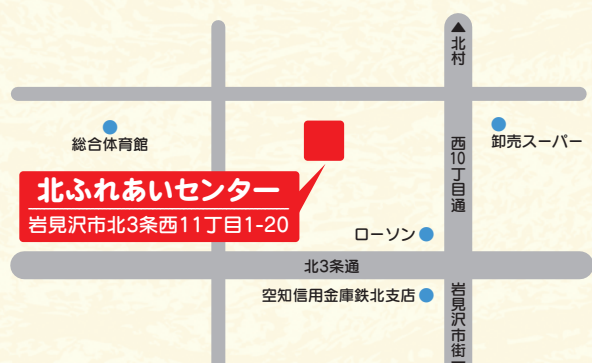 ▲北村
総合体育館
卸売スーパー
西10丁目通
北ふれあいセンター
岩見沢市北3条西11丁目1-20
ローソン
北3条通
空知信用金庫鉄北支店
岩見沢市街